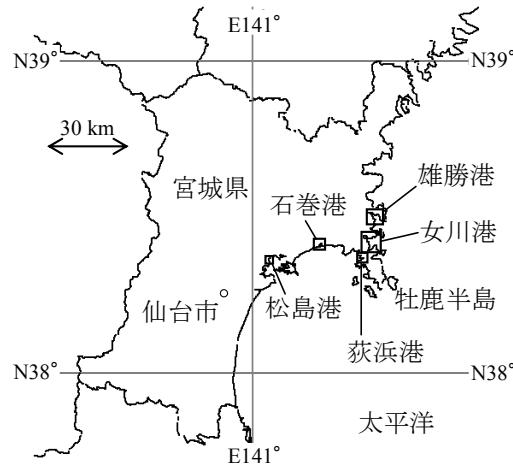 E141°
N39°
N39°
30 km
宮城県
雄勝港
石巻港
女川港
仙台市
松島港
牡鹿半島
荻浜港
N38°
N38°
太平洋
E141°